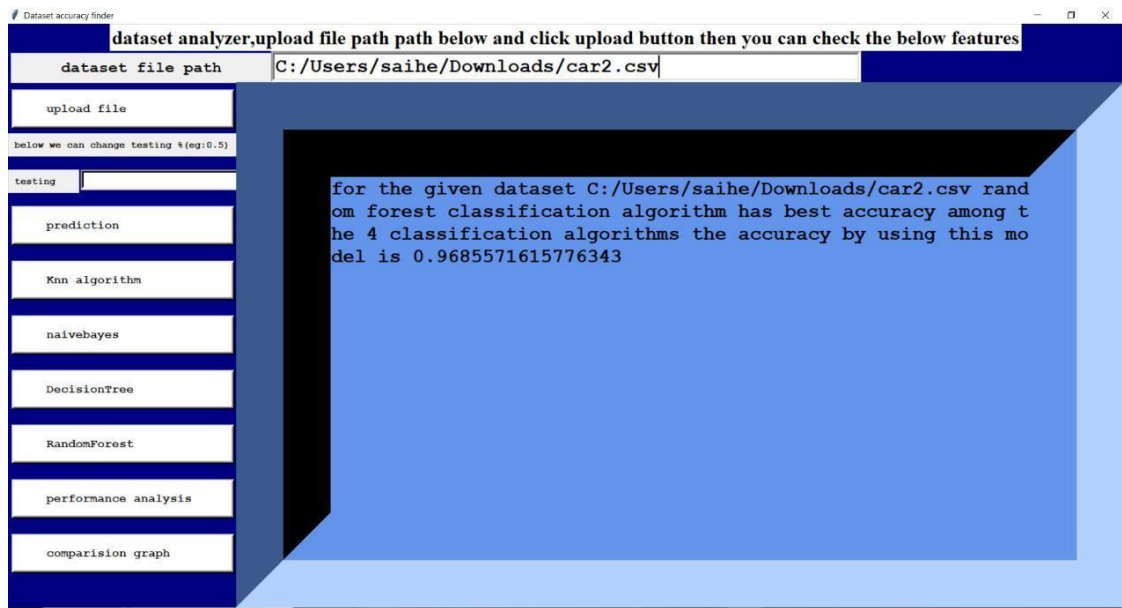 Dataset accuracy finder
dataset analyzer,upload file path path below and click upload button then you can check the below features
dataset file path
C:/Users/saihe/Downloads/car2.csv
upload file
below we can change testing %(eg:0.5)
testing
prediction
Knn algorithm
naivebayes
DecisionTree
RandomForest
performance analysis
comparision graph
for the given dataset C:/Users/saihe/Downloads/car2.csv rand
om forest classification algorithm has best accuracy among t
he 4 classification algorithms the accuracy by using this mo
del is 0.9685571615776343